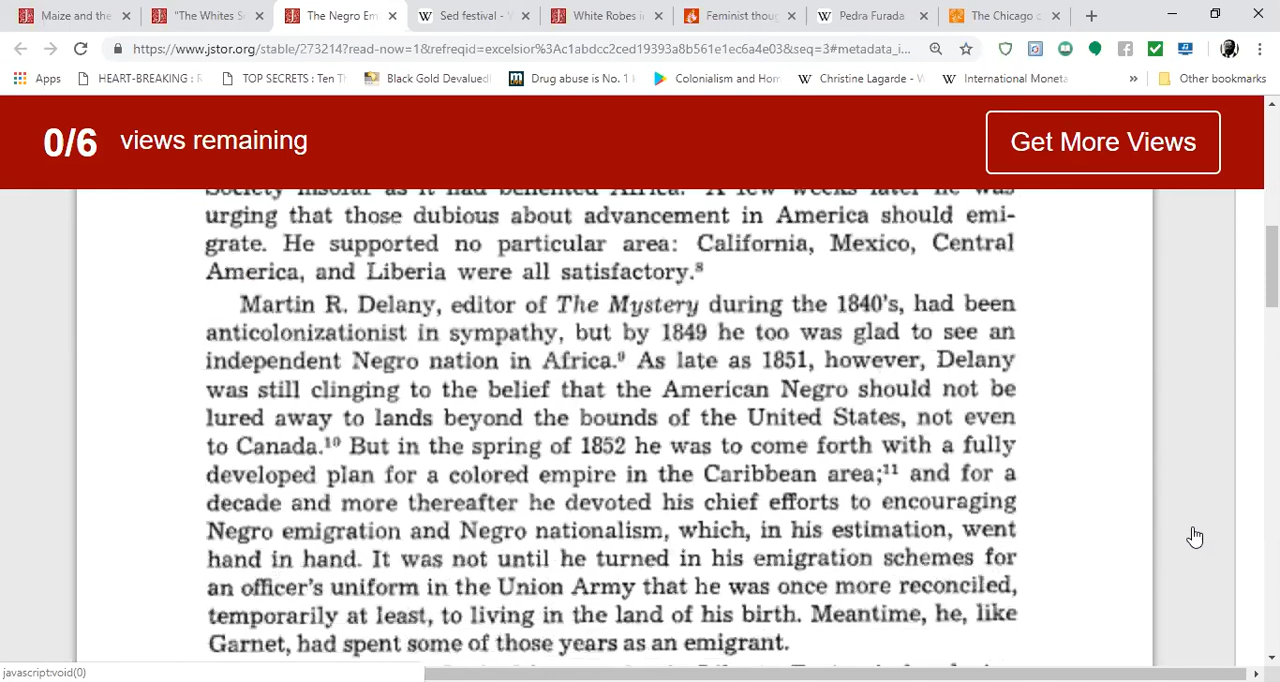 Maize and the
"The Whites S
The Negro Em
Sed festival - 
White Robes i
Feminist thou
Pedra Furada
The Chicago o
https://www.jstor.org/stable/273214?read-now=1&refreqid=excelsior%3Ac1abdcc2ced19393a8b561e1ec6a4e03&seq=3#metadata_i...
Apps
HEART-BREAKING : R
TOP SECRETS : Ten Th
Black Gold Devalued
Drug abuse is No. 1
Colonialism and Hom
Christine Lagarde - W
International Moneta
»
Other bookmarks
0/6 views remaining
Get More Views
Society insofar as it had benefited Africa. A few weeks later he was
urging that those dubious about advancement in America should emi-
grate. He supported no particular area: California, Mexico, Central
America, and Liberia were all satisfactory.⁸
Martin R. Delany, editor of The Mystery during the 1840's, had been
anticolonizationist in sympathy, but by 1849 he too was glad to see an
independent Negro nation in Africa.⁹ As late as 1851, however, Delany
was still clinging to the belief that the American Negro should not be
lured away to lands beyond the bounds of the United States, not even
to Canada.¹⁰ But in the spring of 1852 he was to come forth with a fully
developed plan for a colored empire in the Caribbean area;¹¹ and for a
decade and more thereafter he devoted his chief efforts to encouraging
Negro emigration and Negro nationalism, which, in his estimation, went
hand in hand. It was not until he turned in his emigration schemes for
an officer's uniform in the Union Army that he was once more reconciled,
temporarily at least, to living in the land of his birth. Meantime, he, like
Garnet, had spent some of those years as an emigrant.
javascript:void(0)